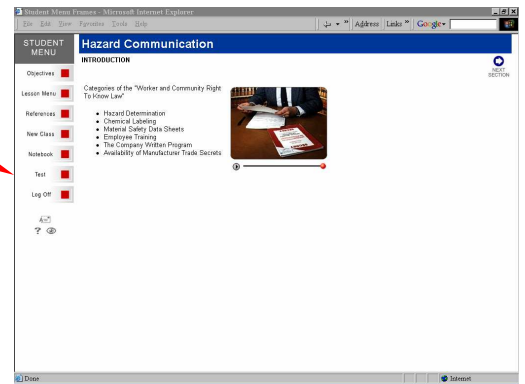 Student Menu Frames - Microsoft Internet Explorer
File Edit View Favorites Tools Help
Address Links » Google
STUDENT
MENU
Objectives
Lesson Menu
References
New Class
Notebook
Test
Log Off
?
Hazard Communication
INTRODUCTION
NEXT
SECTION
Categories of the "Worker and Community Right
To Know Law"
• Hazard Determination
• Chemical Labeling
• Material Safety Data Sheets
• Employee Training
• The Company Written Program
• Availability of Manufacturer Trade Secrets
Done
Internet